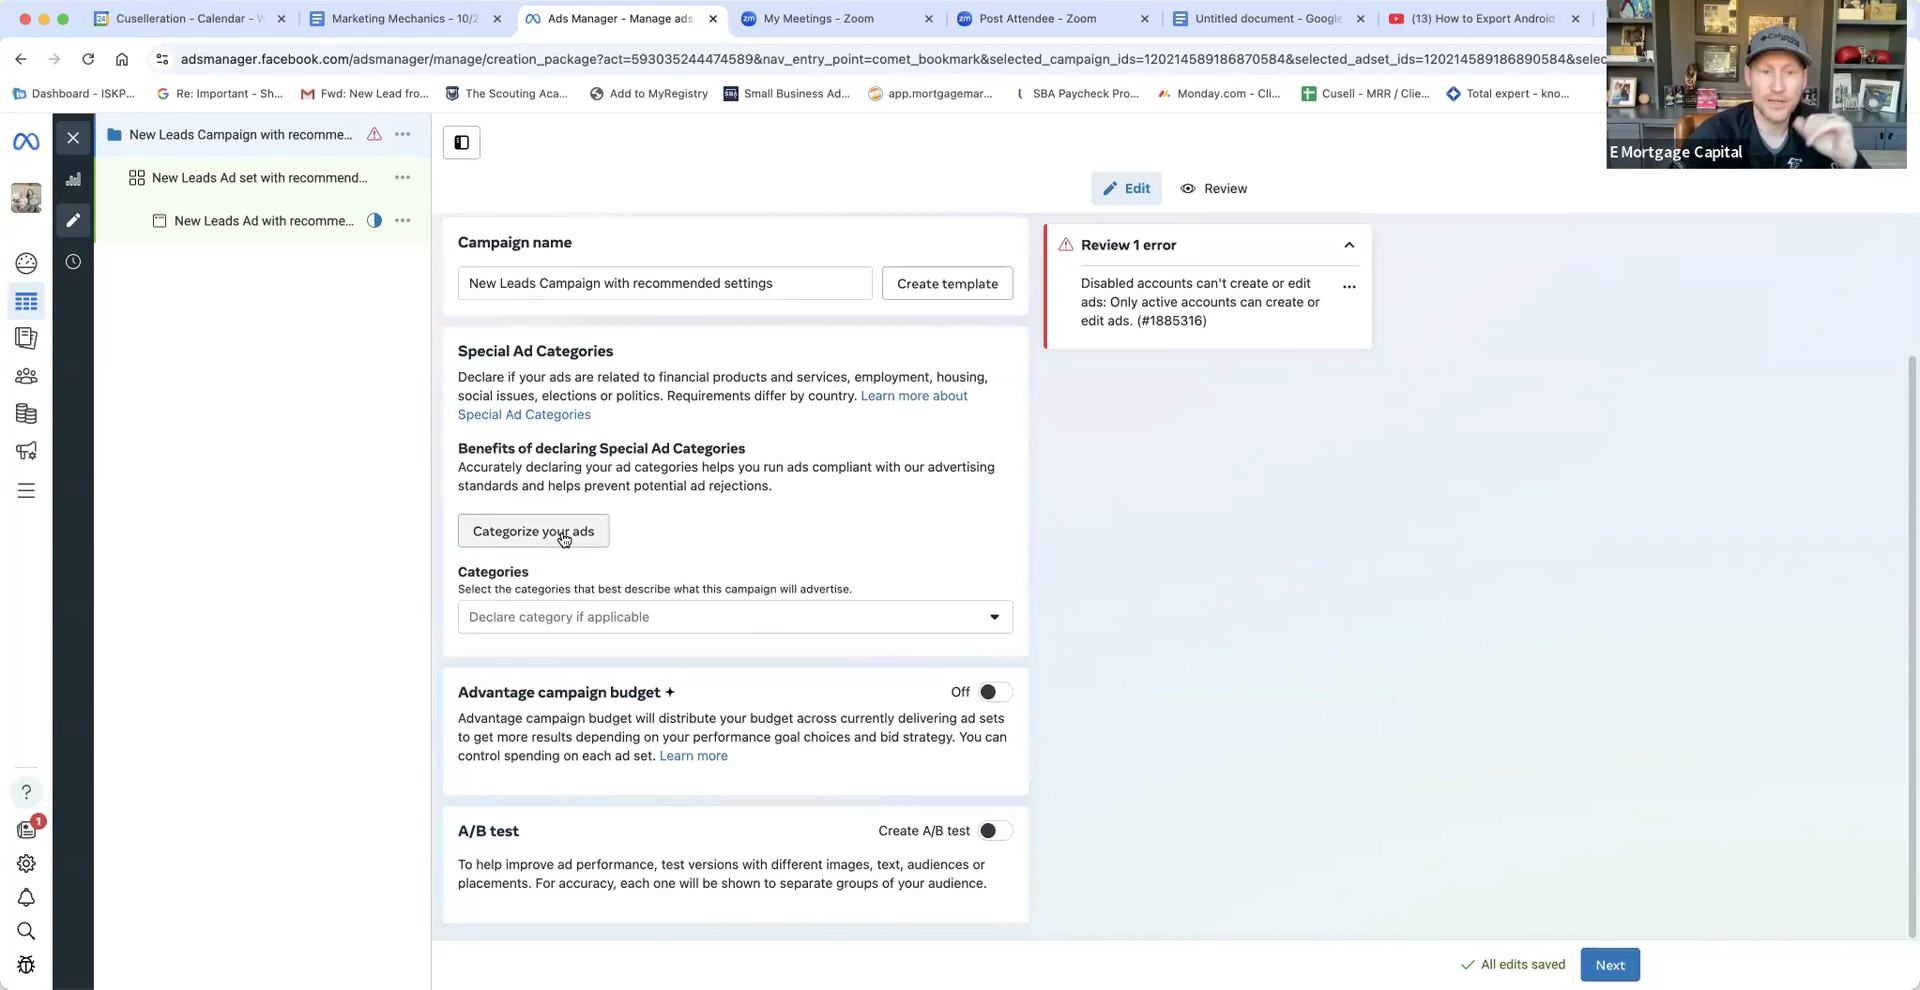 Cuselleration - Calendar - W
Marketing Mechanics - 10/2
Ads Manager - Manage ads
My Meetings - Zoom
Post Attendee - Zoom
Untitled document - Google
(13) How to Export Android
adsmanager.facebook.com/adsmanager/manage/creation_package?act=593035244474589&nav_entry_point=comet_bookmark&selected_campaign_ids=120214589186870584&selected_adset_ids=120214589186890584&selec
Dashboard - ISKP...
Re: Important - Sh...
Fwd: New Lead fro...
The Scouting Aca...
Add to MyRegistry
Small Business Ad...
app.mortgagemar...
SBA Paycheck Pro...
Monday.com - Cli...
Cusell - MRR / Clie...
Total expert - kno...
E Mortgage Capital
New Leads Campaign with recomme...
New Leads Ad set with recommend...
New Leads Ad with recomme...
Edit
Review
Campaign name
New Leads Campaign with recommended settings
Create template
Review 1 error
Disabled accounts can't create or edit
ads: Only active accounts can create or
edit ads. (#1885316)
Special Ad Categories
Declare if your ads are related to financial products and services, employment, housing,
social issues, elections or politics. Requirements differ by country. Learn more about
Special Ad Categories
Benefits of declaring Special Ad Categories
Accurately declaring your ad categories helps you run ads compliant with our advertising
standards and helps prevent potential ad rejections.
Categorize your ads
Categories
Select the categories that best describe what this campaign will advertise.
Declare category if applicable
Advantage campaign budget
Off
Advantage campaign budget will distribute your budget across currently delivering ad sets
to get more results depending on your performance goal choices and bid strategy. You can
control spending on each ad set. Learn more
A/B test
Create A/B test
To help improve ad performance, test versions with different images, text, audiences or
placements. For accuracy, each one will be shown to separate groups of your audience.
1
All edits saved
Next